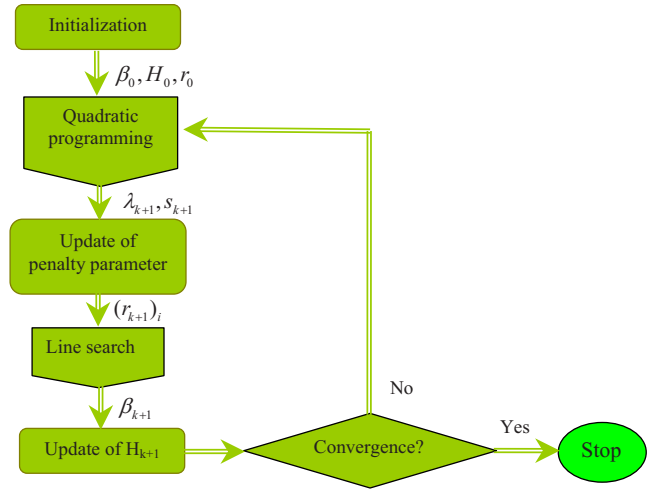 Initialization
β₀, H₀, r₀
Quadratic
programming
λₖ₊₁, sₖ₊₁
Update of
penalty parameter
(rₖ₊₁)ᵢ
Line search
βₖ₊₁
Update of Hₖ₊₁
Convergence?
No
Yes
Stop